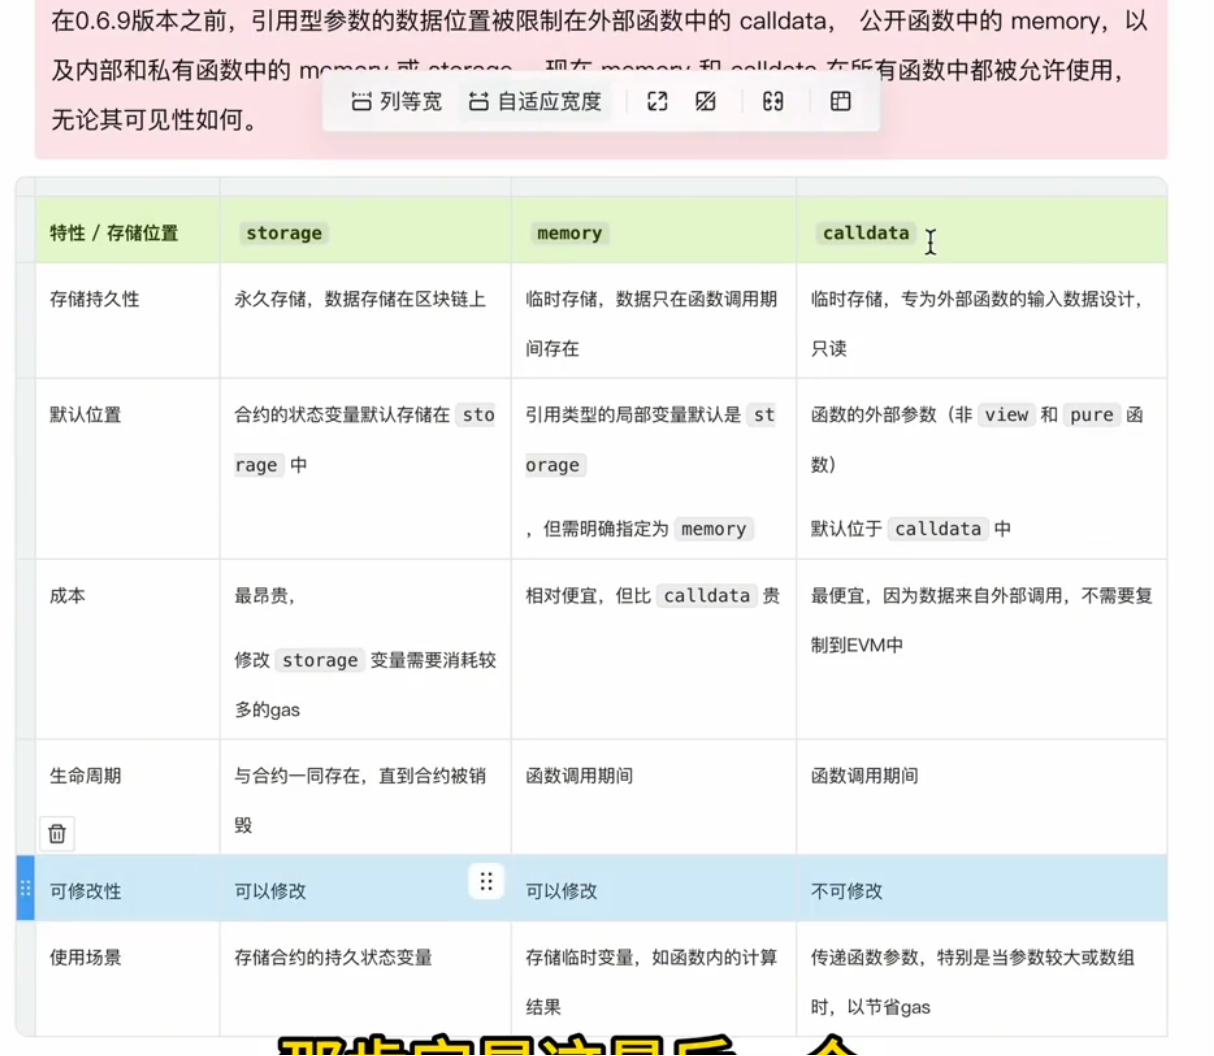 在0.6.9版本之前，引用型参数的数据位置被限制在外部函数中的 calldata， 公开函数中的 memory，以
及内部和私有函数中的 memory 或 storage 。 现在 memory 和 calldata 在所有函数中都被允许使用，
无论其可见性如何。
列等宽 自适应宽度
特性 / 存储位置 storage memory calldata
存储持久性 永久存储，数据存储在区块链上 临时存储，数据只在函数调用期 临时存储，专为外部函数的输入数据设计，
间存在 只读
默认位置 合约的状态变量默认存储在 sto 引用类型的局部变量默认是 st 函数的外部参数（非 view 和 pure 函
rage 中 orage 数）
，但需明确指定为 memory 默认位于 calldata 中
成本 最昂贵， 相对便宜，但比 calldata 贵 最便宜，因为数据来自外部调用，不需要复
制到EVM中
修改 storage 变量需要消耗较
多的gas
生命周期 与合约一同存在，直到合约被销 函数调用期间 函数调用期间
毁
可修改性 可以修改 可以修改 不可修改
使用场景 存储合约的持久状态变量 存储临时变量，如函数内的计算 传递函数参数，特别是当参数较大或数组
结果 时，以节省gas